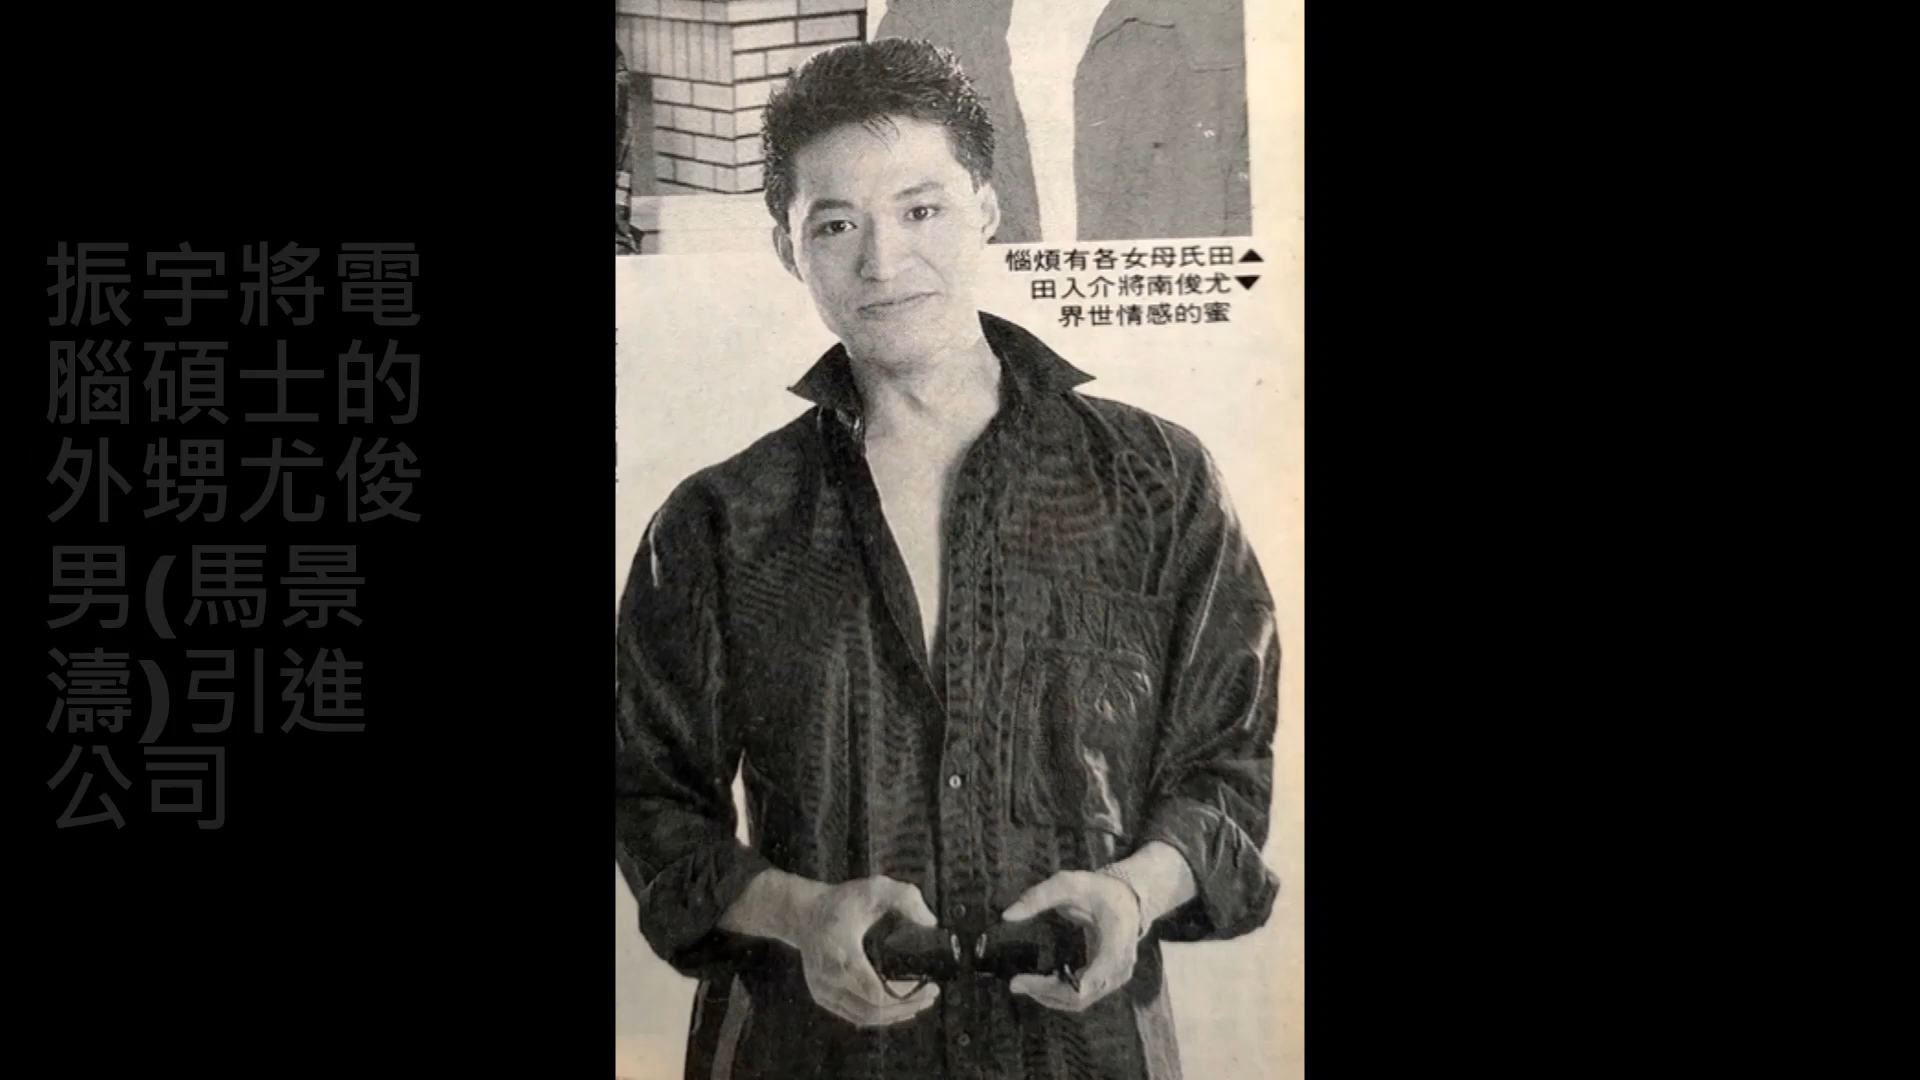 振宇將電
腦碩士的
外甥尤俊
男(馬景
濤)引進
公司
▲田氏母女各有煩惱
▼尤俊南將介入田
蜜的感情世界